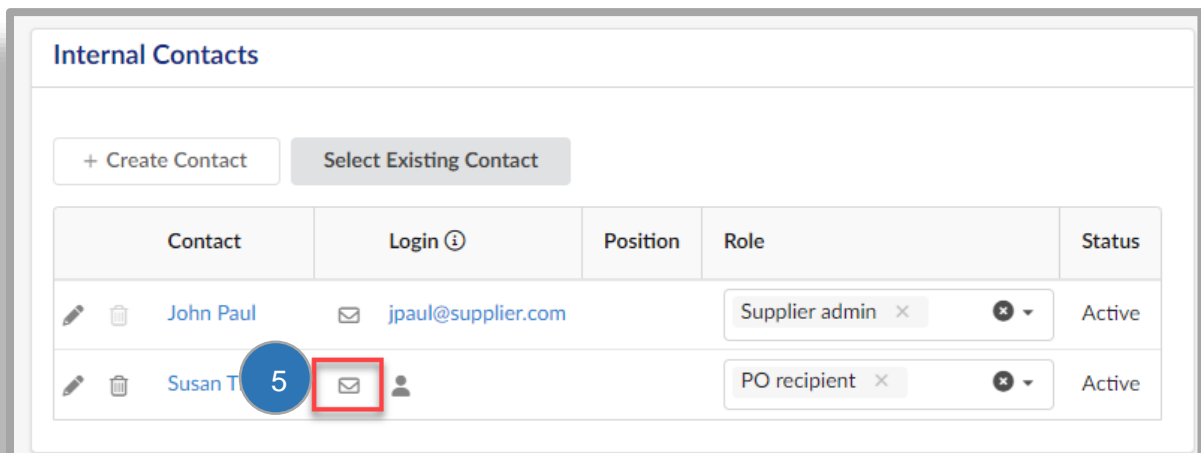 Internal Contacts
+ Create Contact Select Existing Contact
Contact Login Position Role Status
John Paul jpaul@supplier.com Supplier admin × Active
Susan T 5 PO recipient × Active